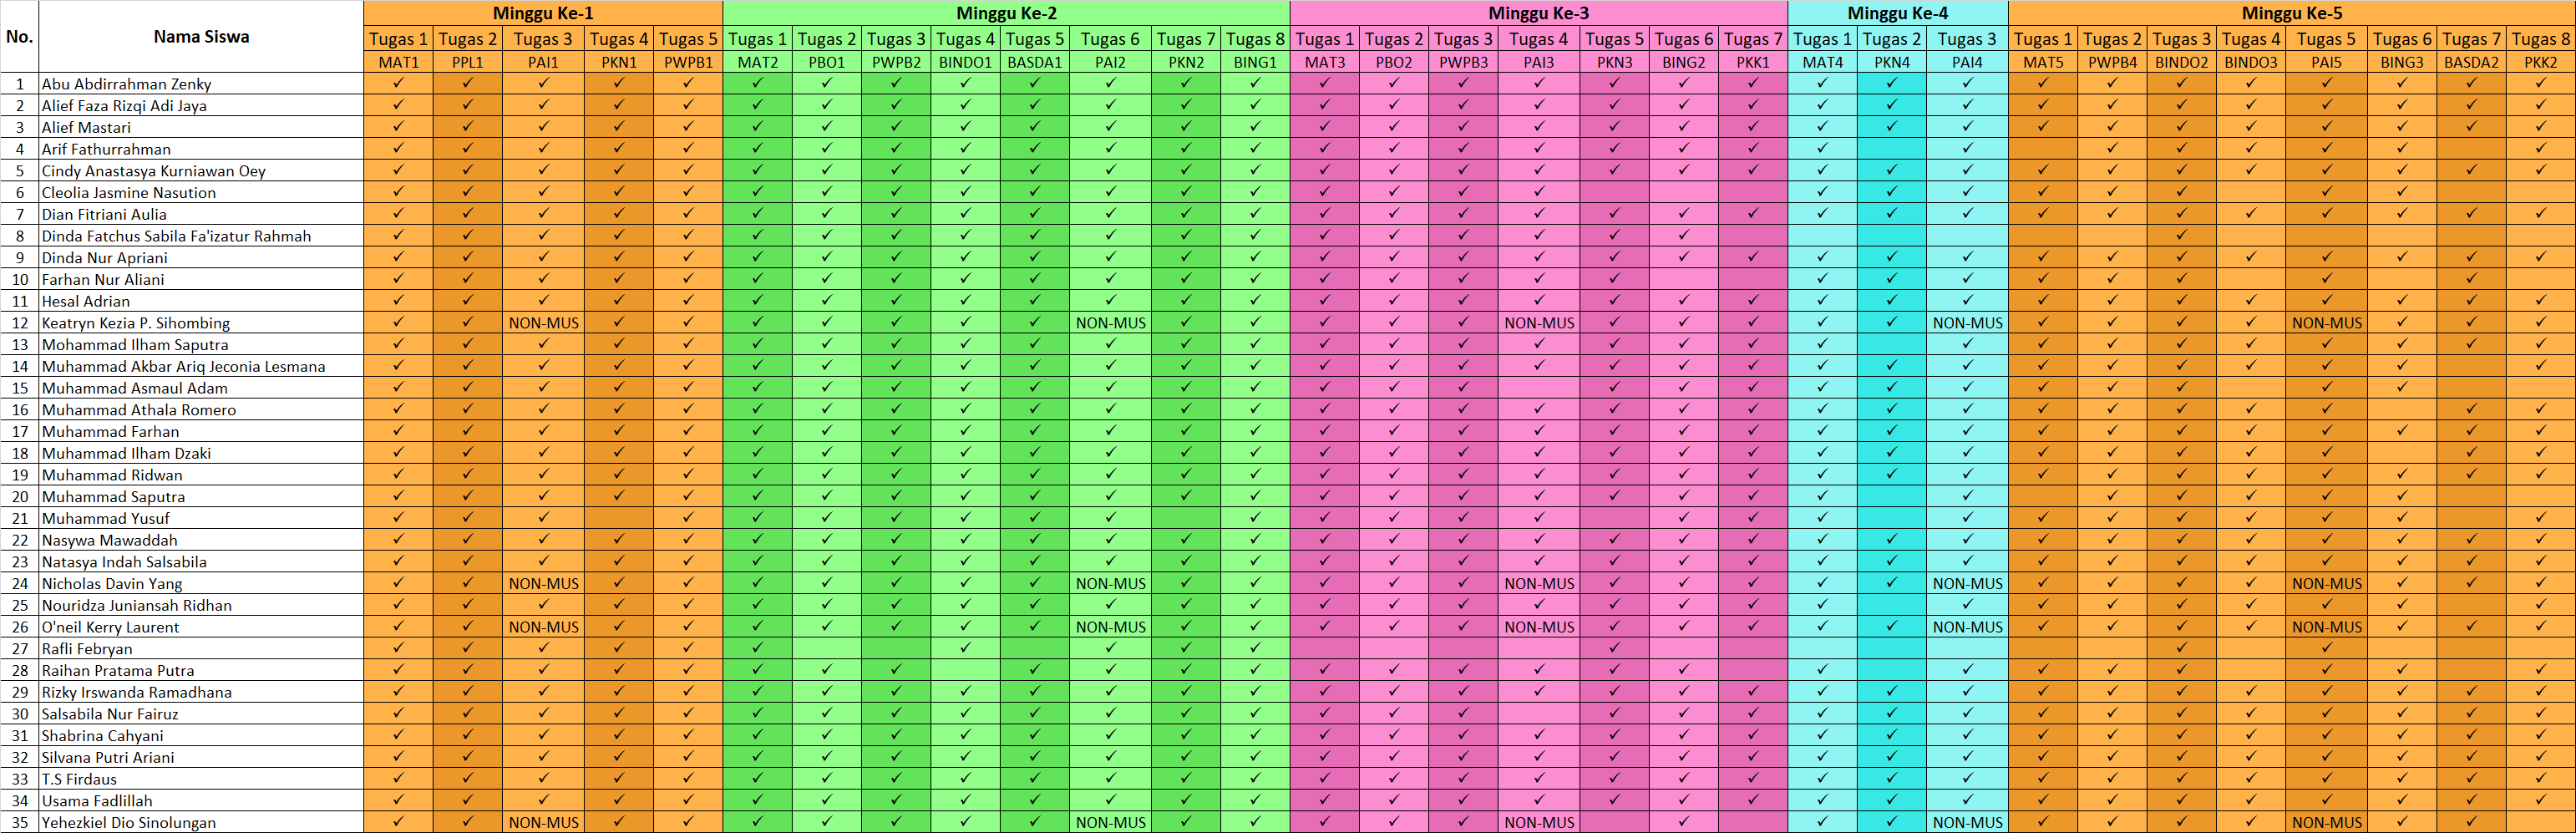 No. Nama Siswa Minggu Ke-1 Minggu Ke-2 Minggu Ke-3 Minggu Ke-4 Minggu Ke-5
Tugas 1 Tugas 2 Tugas 3 Tugas 4 Tugas 5 Tugas 1 Tugas 2 Tugas 3 Tugas 4 Tugas 5 Tugas 6 Tugas 7 Tugas 8 Tugas 1 Tugas 2 Tugas 3 Tugas 4 Tugas 5 Tugas 6 Tugas 7 Tugas 1 Tugas 2 Tugas 3 Tugas 1 Tugas 2 Tugas 3 Tugas 4 Tugas 5 Tugas 6 Tugas 7 Tugas 8
MAT1 PPL1 PAI1 PKN1 PWPB1 MAT2 PBO1 PWPB2 BINDO1 BASDA1 PAI2 PKN2 BING1 MAT3 PBO2 PWPB3 PAI3 PKN3 BING2 PKK1 MAT4 PKN4 PAI4 MAT5 PWPB4 BINDO2 BINDO3 PAI5 BING3 BASDA2 PKK2
1 Abu Abdirrahman Zenky
2 Alief Faza Rizqi Adi Jaya
3 Alief Mastari
4 Arif Fathurrahman
5 Cindy Anastasya Kurniawan Oey
6 Cleolia Jasmine Nasution
7 Dian Fitriani Aulia
8 Dinda Fatchus Sabila Fa'izatur Rahmah
9 Dinda Nur Apriani
10 Farhan Nur Aliani
11 Hesal Adrian
12 Keatryn Kezia P. Sihombing NON-MUS NON-MUS NON-MUS NON-MUS NON-MUS
13 Mohammad Ilham Saputra
14 Muhammad Akbar Ariq Jeconia Lesmana
15 Muhammad Asmaul Adam
16 Muhammad Athala Romero
17 Muhammad Farhan
18 Muhammad Ilham Dzaki
19 Muhammad Ridwan
20 Muhammad Saputra
21 Muhammad Yusuf
22 Nasywa Mawaddah
23 Natasya Indah Salsabila
24 Nicholas Davin Yang NON-MUS NON-MUS NON-MUS NON-MUS NON-MUS
25 Nouridza Juniansah Ridhan
26 O'neil Kerry Laurent NON-MUS NON-MUS NON-MUS NON-MUS NON-MUS
27 Rafli Febryan
28 Raihan Pratama Putra
29 Rizky Irswanda Ramadhana
30 Salsabila Nur Fairuz
31 Shabrina Cahyani
32 Silvana Putri Ariani
33 T.S Firdaus
34 Usama Fadlillah
35 Yehezkiel Dio Sinolungan NON-MUS NON-MUS NON-MUS NON-MUS NON-MUS